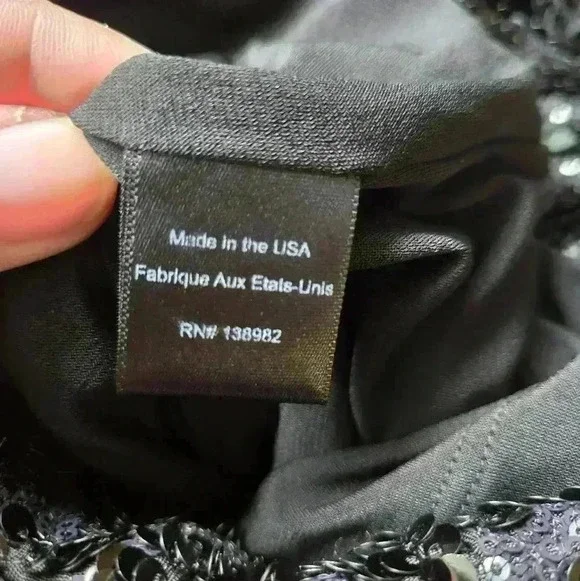 Made in the USA
Fabrique Aux Etats-Unis
RN# 138982